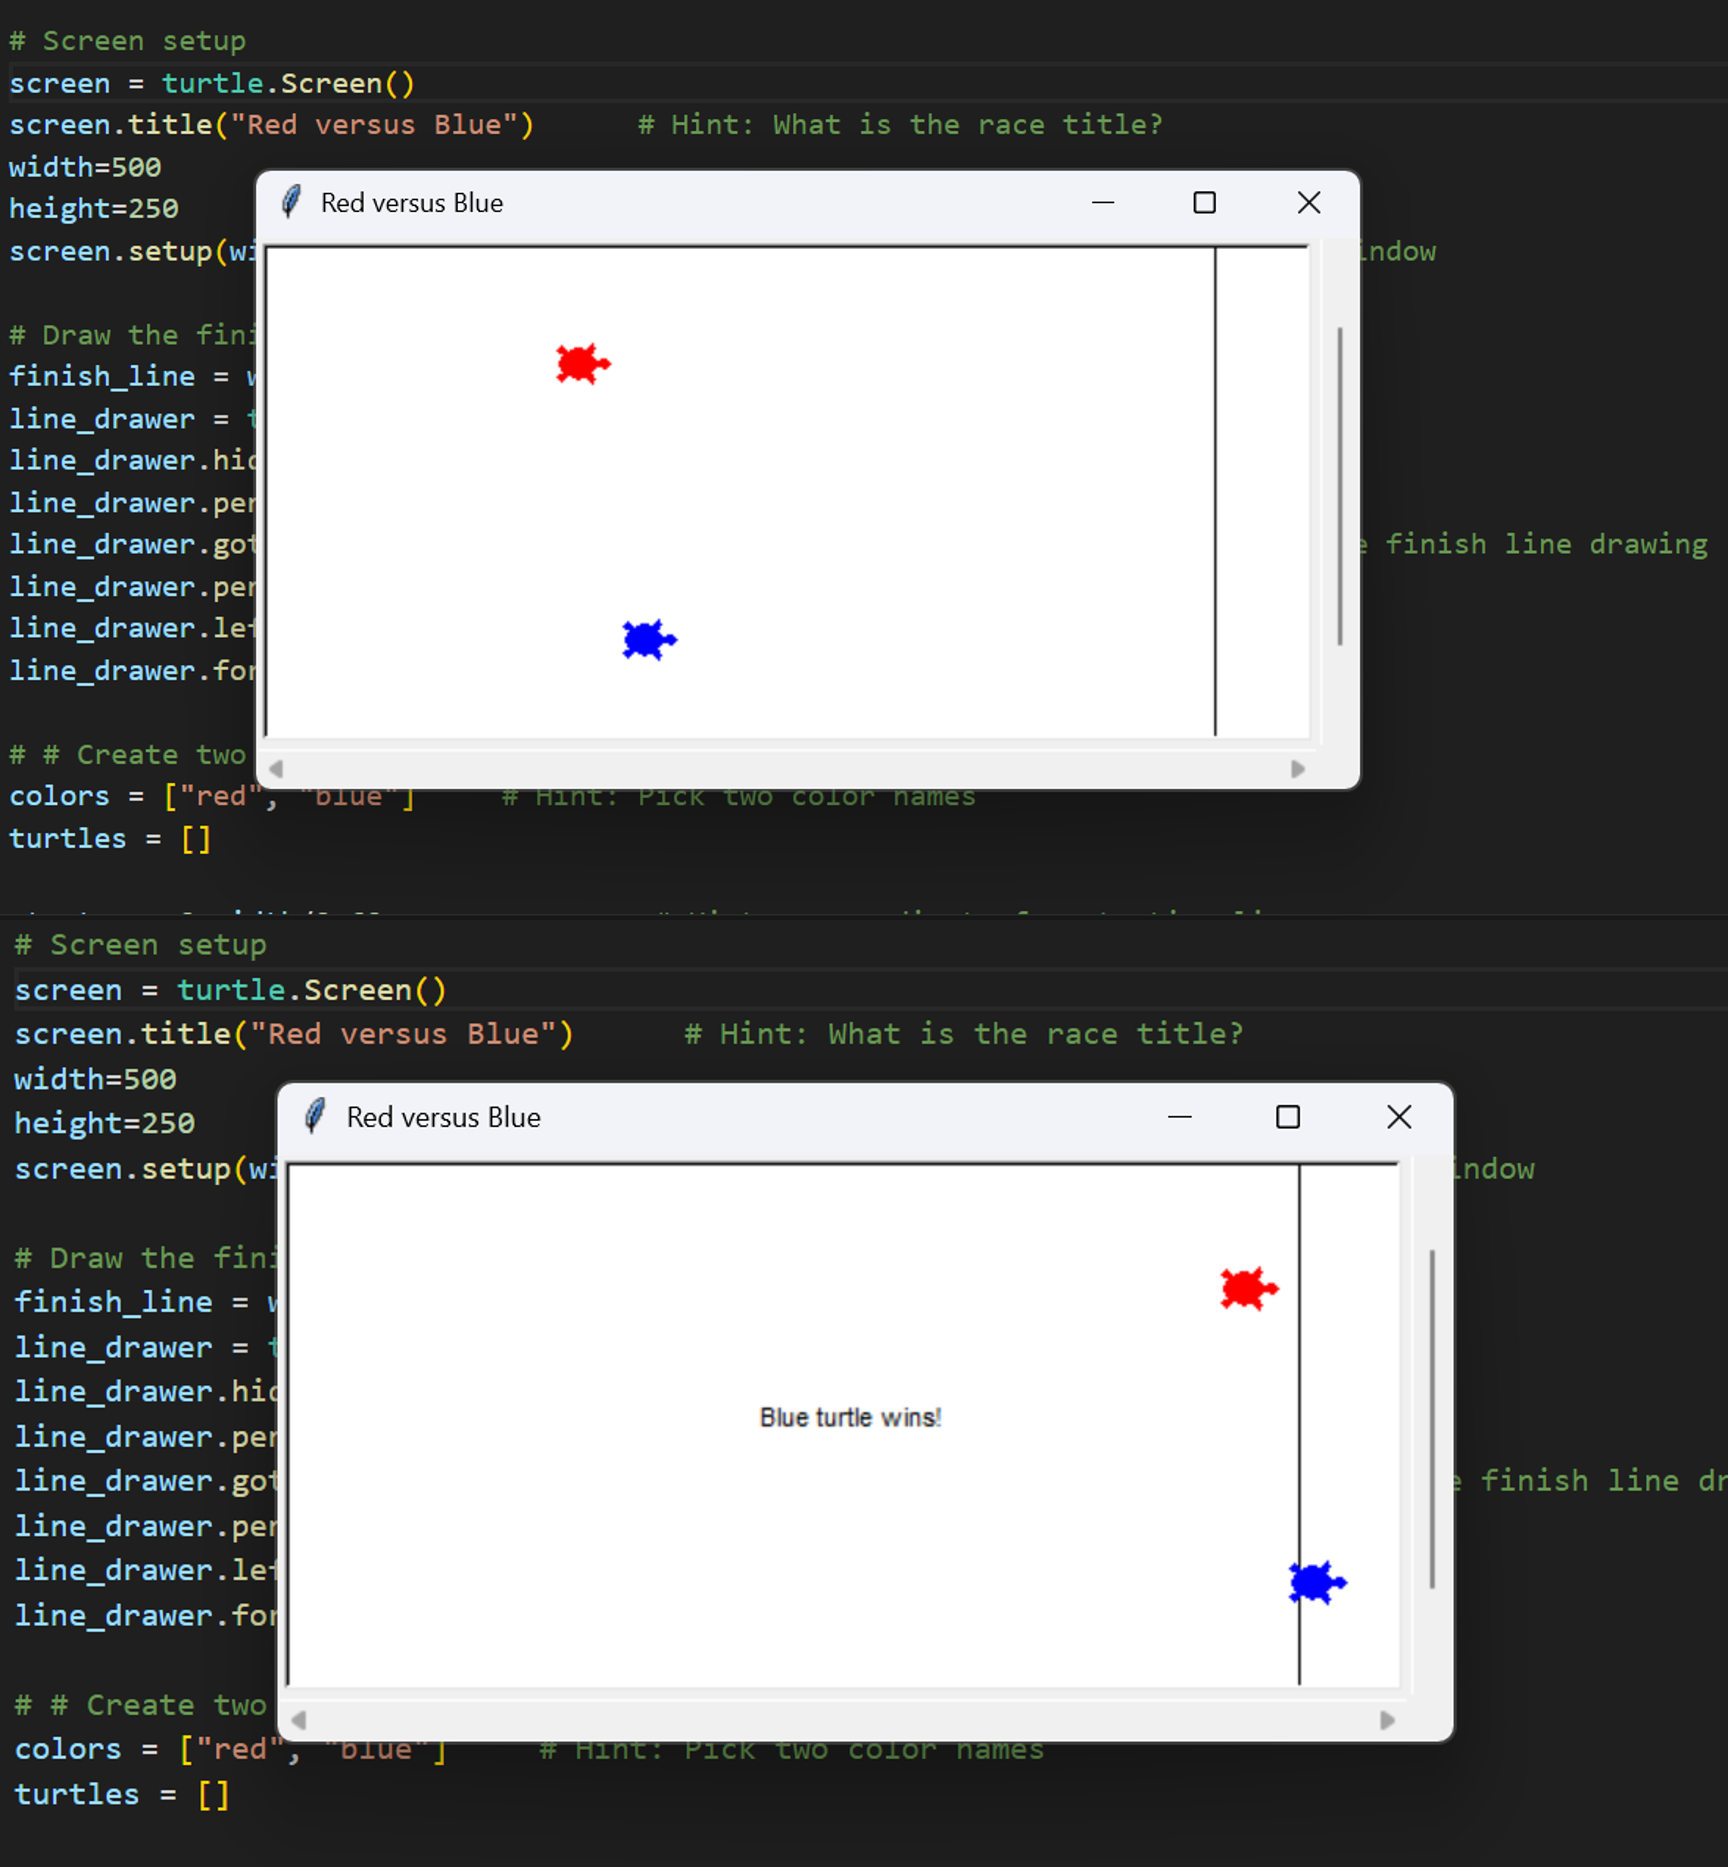 # Screen setup
screen = turtle.Screen()
screen.title("Red versus Blue") # Hint: What is the race title?
width=500
height=250
screen.setup(wi
indow
Red versus Blue
# Draw the fini
finish_line = w
line_drawer = t
line_drawer.hid
line_drawer.pen
line_drawer.got
e finish line drawing
line_drawer.pen
line_drawer.lef
line_drawer.for
# # Create two
colors = ["red", "blue"] # Hint: Pick two color names
turtles = []
# Screen setup
screen = turtle.Screen()
screen.title("Red versus Blue") # Hint: What is the race title?
width=500
height=250
screen.setup(wi
indow
Red versus Blue
# Draw the fini
finish_line = w
line_drawer = t
line_drawer.hid
line_drawer.pen
line_drawer.got
e finish line dr
line_drawer.pen
line_drawer.lef
line_drawer.for
Blue turtle wins!
# # Create two
colors = ["red", "blue"] # Hint: Pick two color names
turtles = []